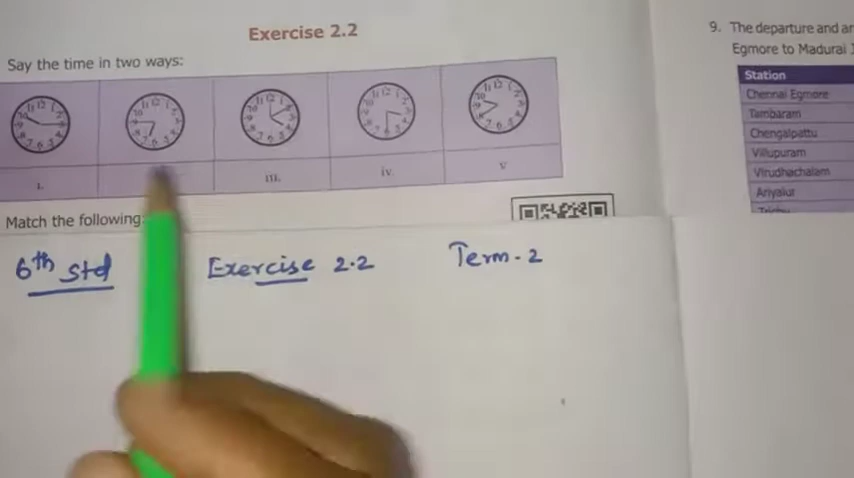 Exercise 2.2
9. The departure and ar
Say the time in two ways:
Egmore to Madurai
Station
Chennai Egmore
Tambaram
Chengalpattu
Villupuram
Virudhachalam
Ariyalur
i.
iii.
iv.
v.
Match the following:
6th Std Exercise 2.2 Term-2